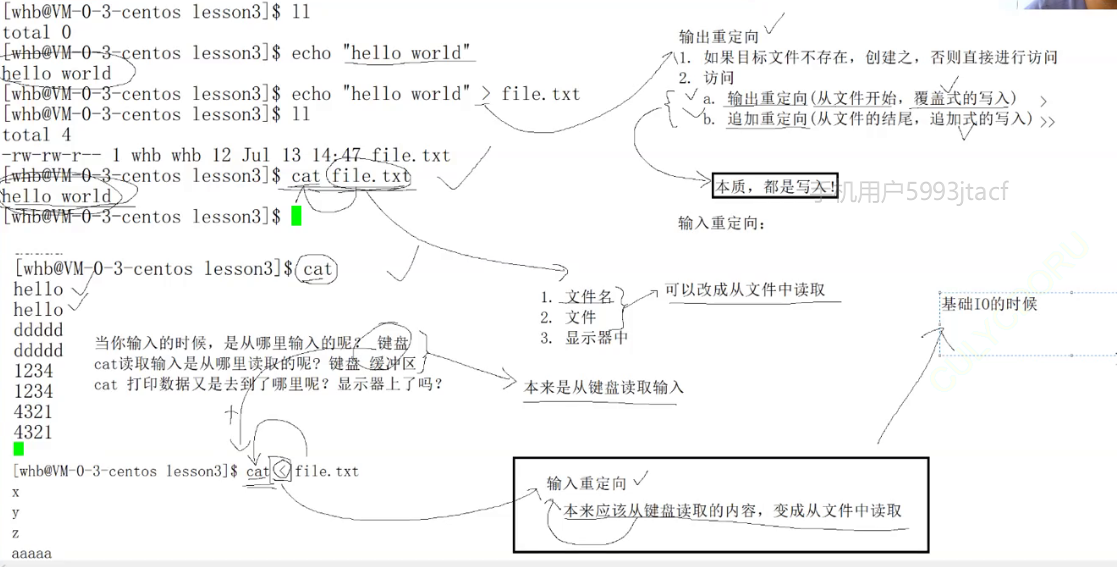 [whb@VM-0-3-centos lesson3]$ ll
total 0
[whb@VM-0-3-centos lesson3]$ echo "hello world"
hello world
[whb@VM-0-3-centos lesson3]$ echo "hello world" > file.txt
[whb@VM-0-3-centos lesson3]$ ll
total 4
-rw-rw-r-- 1 whb whb 12 Jul 13 14:47 file.txt
[whb@VM-0-3-centos lesson3]$ cat file.txt
hello world
[whb@VM-0-3-centos lesson3]$
输出重定向
1. 如果目标文件不存在，创建之，否则直接进行访问
2. 访问
a. 输出重定向(从文件开始，覆盖式的写入) >
b. 追加重定向(从文件的结尾，追加式的写入) >>
本质，都是写入!
机用户5993jtacf
输入重定向：
[whb@VM-0-3-centos lesson3]$ cat
hello
hello
ddddd
ddddd
1234
1234
4321
4321
当你输入的时候，是从哪里输入的呢？ 键盘
cat读取输入是从哪里读取的呢? 键盘 缓冲区
cat 打印数据又是去到了哪里呢？显示器上了吗？
1. 文件名
2. 文件
3. 显示器中
可以改成从文件中读取
本来是从键盘读取输入
基础IO的时候
[whb@VM-0-3-centos lesson3]$ cat < file.txt
x
y
z
aaaaa
输入重定向
本来应该从键盘读取的内容，变成从文件中读取